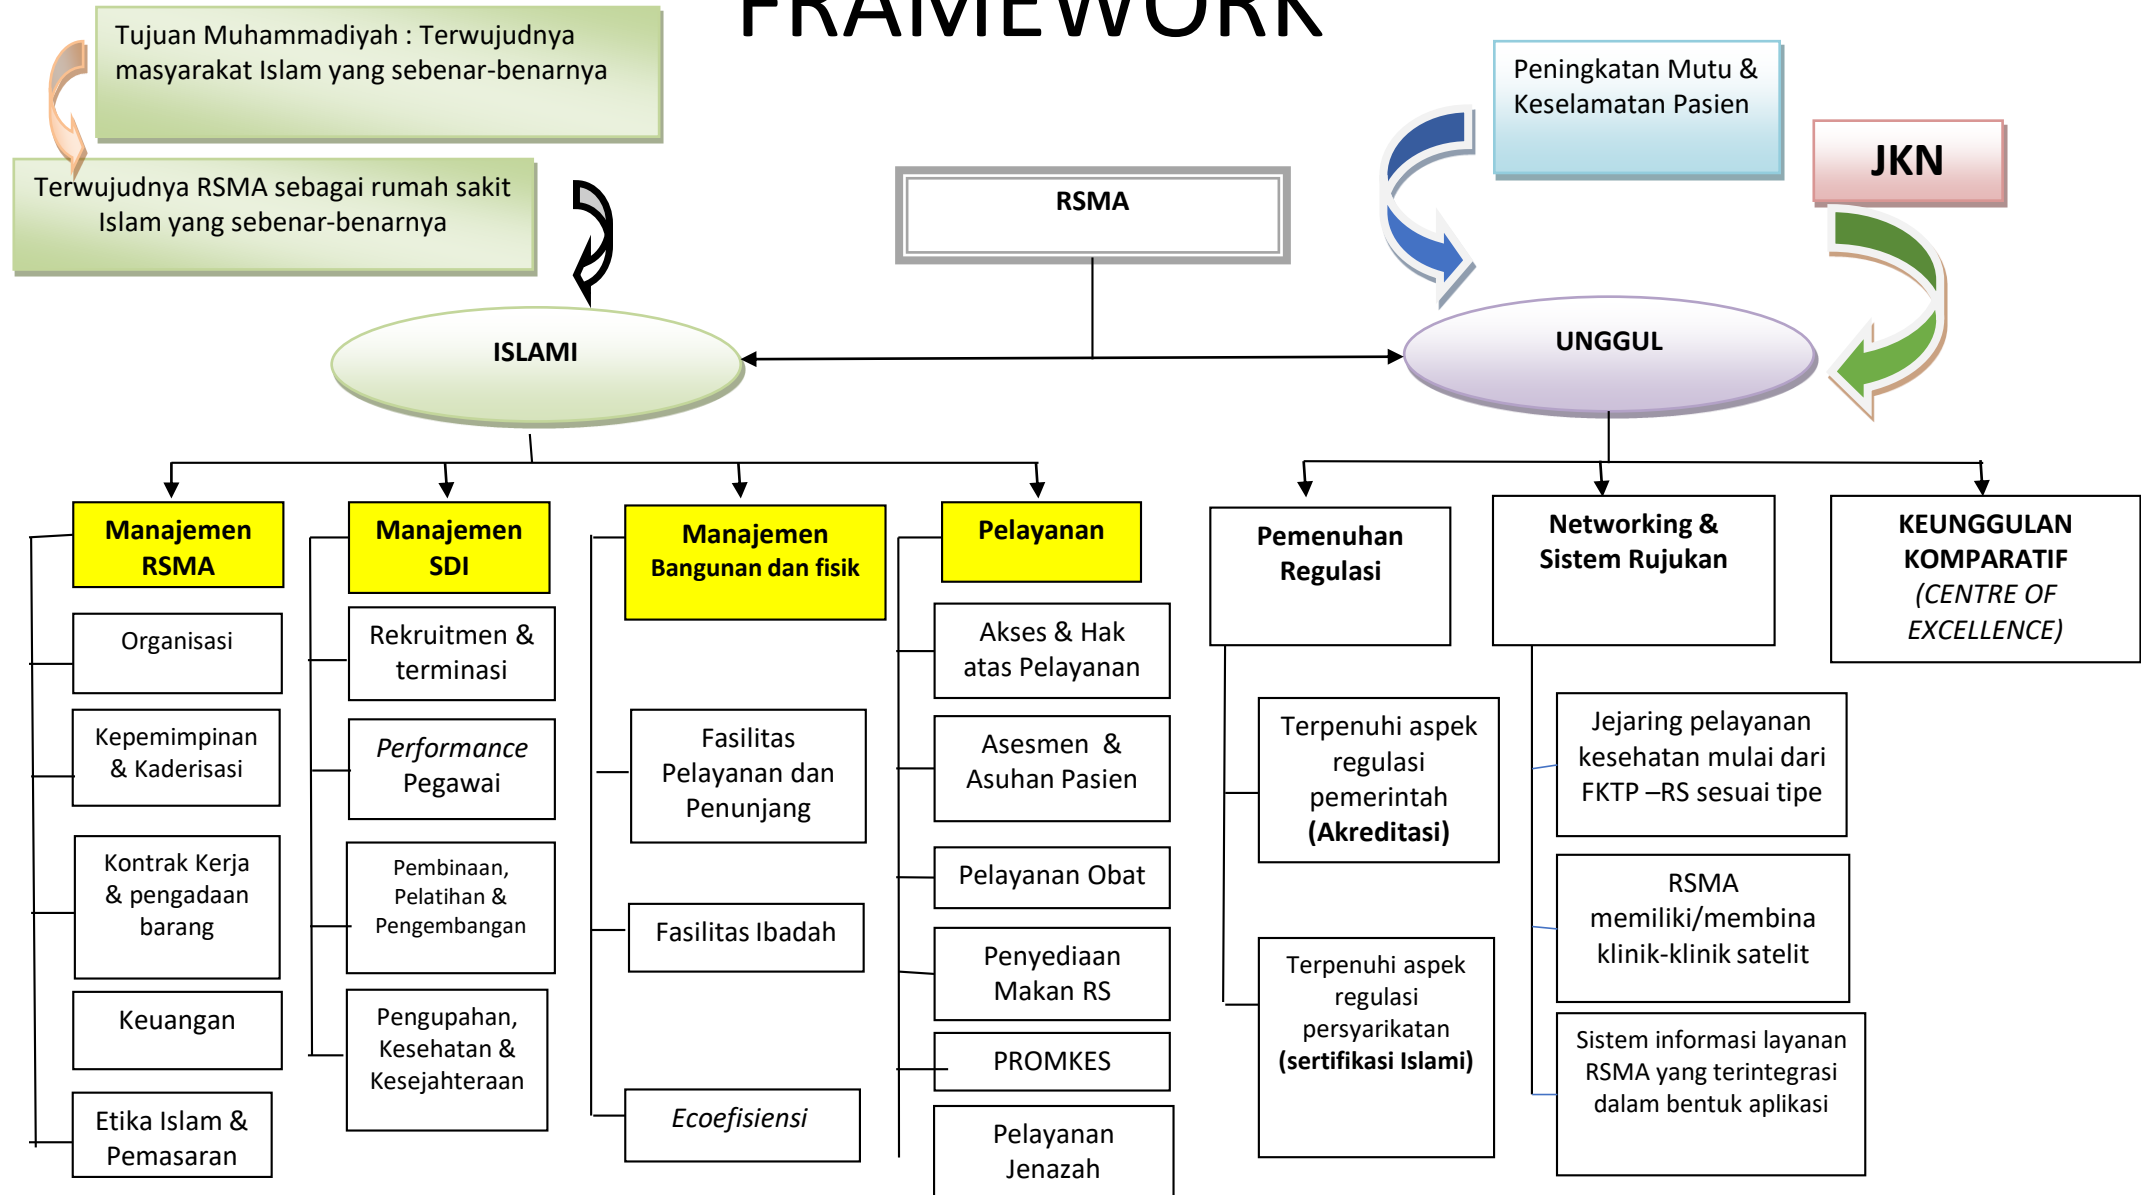 FRAMEWORK
Tujuan Muhammadiyah : Terwujudnya
masyarakat Islam yang sebenar-benarnya
Terwujudnya RSMA sebagai rumah sakit
Islam yang sebenar-benarnya
RSMA
Peningkatan Mutu &
Keselamatan Pasien
JKN
ISLAMI
UNGGUL
Manajemen
RSMA
Organisasi
Kepemimpinan
& Kaderisasi
Kontrak Kerja
& pengadaan
barang
Keuangan
Etika Islam &
Pemasaran
Manajemen
SDI
Rekruitmen &
terminasi
Performance
Pegawai
Pembinaan,
Pelatihan &
Pengembangan
Pengupahan,
Kesehatan &
Kesejahteraan
Manajemen
Bangunan dan fisik
Fasilitas
Pelayanan dan
Penunjang
Fasilitas Ibadah
Ecoefisiensi
Pelayanan
Akses & Hak
atas Pelayanan
Asesmen &
Asuhan Pasien
Pelayanan Obat
Penyediaan
Makan RS
PROMKES
Pelayanan
Jenazah
Pemenuhan
Regulasi
Terpenuhi aspek
regulasi
pemerintah
(Akreditasi)
Terpenuhi aspek
regulasi
persyarikatan
(sertifikasi Islami)
Networking &
Sistem Rujukan
Jejaring pelayanan
kesehatan mulai dari
FKTP –RS sesuai tipe
RSMA
memiliki/membina
klinik-klinik satelit
Sistem informasi layanan
RSMA yang terintegrasi
dalam bentuk aplikasi
KEUNGGULAN
KOMPARATIF
(CENTRE OF
EXCELLENCE)